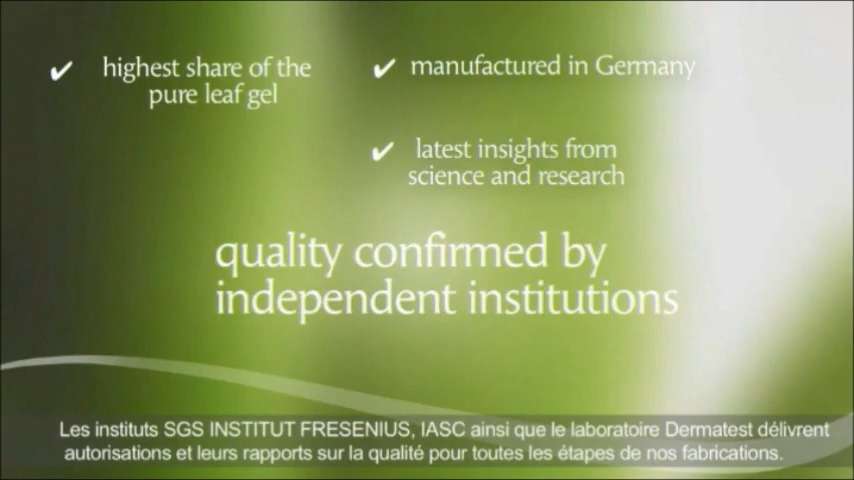 ✔ highest share of the
pure leaf gel
✔ manufactured in Germany
✔ latest insights from
science and research
quality confirmed by
independent institutions
Les instituts SGS INSTITUT FRESENIUS, IASC ainsi que le laboratoire Dermatest délivrent
autorisations et leurs rapports sur la qualité pour toutes les étapes de nos fabrications.